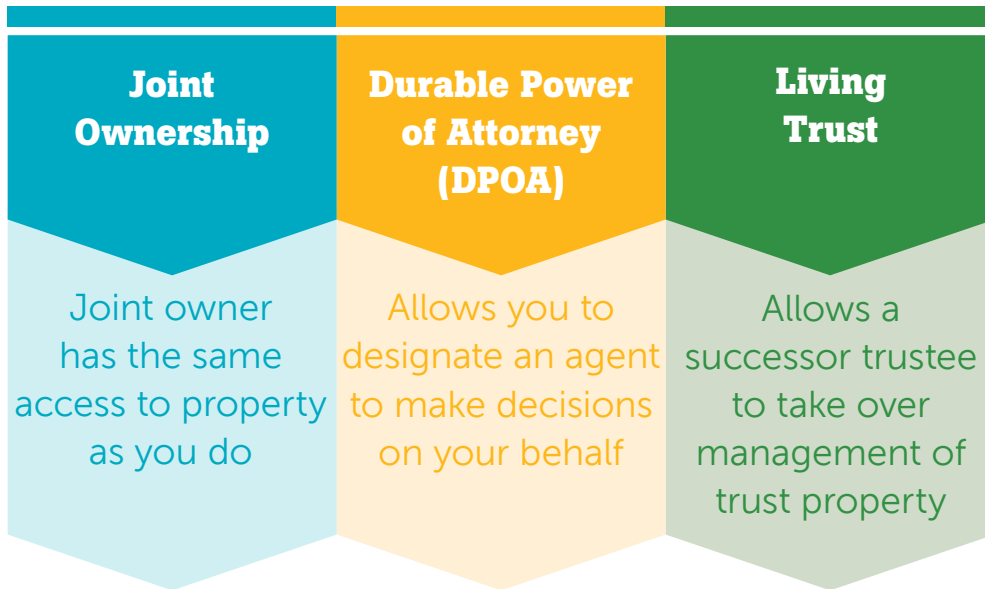 Joint
Ownership
Joint owner
has the same
access to property
as you do
Durable Power
of Attorney
(DPOA)
Allows you to
designate an agent
to make decisions
on your behalf
Living
Trust
Allows a
successor trustee
to take over
management of
trust property